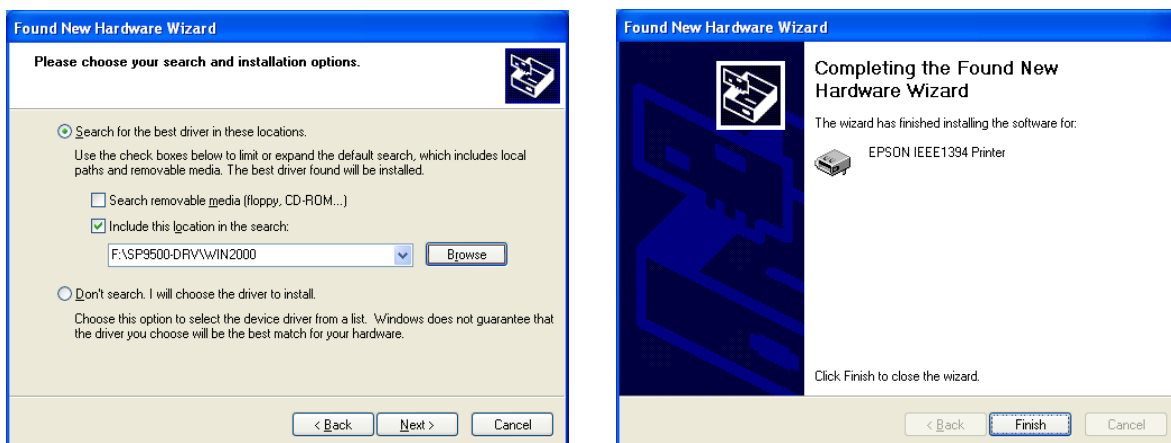 Found New Hardware Wizard
Please choose your search and installation options.
Search for the best driver in these locations.
Use the check boxes below to limit or expand the default search, which includes local
paths and removable media. The best driver found will be installed.
Search removable media (floppy, CD-ROM...)
Include this location in the search:
F:\SP9500-DRV\WIN2000
Browse
Don't search. I will choose the driver to install.
Choose this option to select the device driver from a list. Windows does not guarantee that
the driver you choose will be the best match for your hardware.
< Back Next > Cancel
Found New Hardware Wizard
Completing the Found New
Hardware Wizard
The wizard has finished installing the software for:
EPSON IEEE1394 Printer
Click Finish to close the wizard.
< Back Finish Cancel